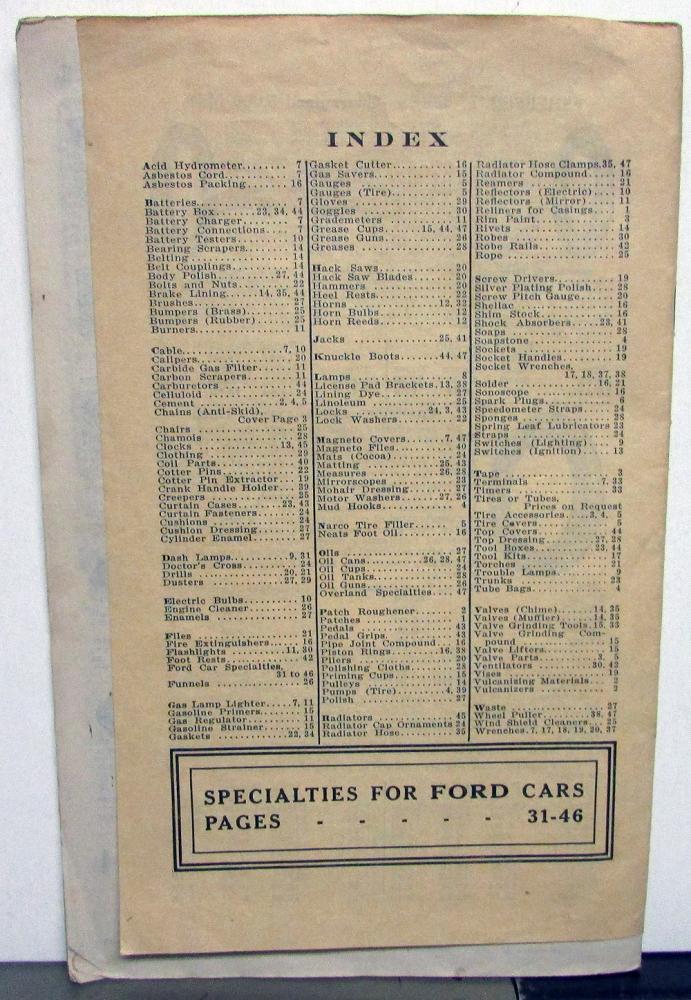 INDEX
Acid Hydrometer........ 7
Asbestos Cord.......... 7
Asbestos Packing....... 16
Batteries.............. 7
Battery Box......23, 34, 44
Battery Charger........ 7
Battery Connections.... 7
Battery Testers........ 10
Bearing Scrapers....... 14
Belting ............... 14
Belt Couplings......... 14
Body Polish........27, 44
Bolts and Nuts......... 22
Brake Lining.....14, 35, 44
Brushes................ 27
Bumpers (Brass)........ 25
Bumpers (Rubber)....... 25
Burners................ 11
Cable................7, 10
Calipers............... 20
Carbide Gas Filter..... 11
Carbon Scrapers........ 11
Carburetors ........... 44
Celluloid ............. 24
Cement ............2, 4, 5
Chains (Anti-Skid),
Cover Page 3
Chairs ................ 25
Chamois ............... 28
Clocks .............13, 45
Clothing .............. 29
Coil Parts............. 40
Cotter Pins............ 22
Cotter Pin Extractor... 19
Crank Handle Holder.... 39
Creepers .............. 25
Curtain Cases.......23, 43
Curtain Fasteners...... 24
Cushions .............. 24
Cushion Dressing....... 27
Cylinder Enamel........ 27
Dash Lamps...........9, 31
Doctor's Cross......... 24
Drills .............20, 21
Dusters ............27, 29
Electric Bulbs......... 10
Engine Cleaner......... 26
Enamels ............... 27
Files ................. 21
Fire Extinguishers..... 16
Flashlights ........11, 30
Foot Rests............. 42
Ford Car Specialties,
31 to 46
Funnels ............... 26
Gas Lamp Lighter.....7, 11
Gasoline Primers....... 15
Gas Regulator ......... 11
Gasoline Strainer...... 15
Gaskets ............22, 34
Gasket Cutter.......... 16
Gas Savers............. 15
Gauges ................ 5
Gauges (Tire).......... 5
Gloves ................ 29
Goggles ............... 30
Grademeters ........... 11
Grease Cups......15, 44, 47
Grease Guns............ 26
Greases ............... 28
Hack Saws.............. 20
Hack Saw Blades........ 20
Hammers ............... 20
Heel Rests............. 22
Horns ..............12, 32
Horn Bulbs............. 12
Horn Reeds............. 12
Jacks ..............25, 41
Knuckle Boots.......44, 47
Lamps ................. 8
License Pad Brackets.13, 38
Lining Dye............. 27
Linoleum .............. 25
Locks ............24, 3, 43
Lock Washers........... 22
Magneto Covers.......7, 47
Magneto Files.......... 40
Mats (Cocoa)........... 24
Matting ............25, 43
Measures ...........26, 28
Mirrorscopes .......... 23
Mohair Dressing........ 27
Motor Washers.......27, 26
Mud Hooks.............. 4
Narco Tire Filler...... 5
Neats Foot Oil......... 16
Oils .................. 27
Oil Cans.........26, 28, 47
Oil Cups............... 24
Oil Tanks.............. 28
Oil Guns............... 26
Overland Specialties... 47
Patch Roughener........ 2
Patches ............... 1
Pedals ................ 43
Pedal Grips............ 43
Pipe Joint Compound.... 16
Piston Rings........16, 38
Pliers ................ 20
Polishing Cloths....... 28
Priming Cups........... 15
Pulleys ............... 14
Pumps (Tire).........4, 39
Polish ................ 27
Radiators ............. 45
Radiator Cap Ornaments 24
Radiator Hose.......... 35
Radiator Hose Clamps.35, 47
Radiator Compound...... 16
Reamers ............... 21
Reflectors (Electric).. 10
Reflectors (Mirror).... 11
Reliners for Casings... 1
Rim Paint.............. 3
Rivets ................ 14
Robes ................. 30
Robe Rails............. 42
Rope .................. 25
Screw Drivers.......... 19
Silver Plating Polish.. 28
Screw Pitch Gauge...... 20
Shellac ............... 16
Shim Stock............. 16
Shock Absorbers.....23, 41
Soaps ................. 28
Soapstone ............. 4
Sockets ............... 19
Socket Handles......... 19
Socket Wrenches,
17, 18, 37, 38
Solder .............16, 21
Sonoscope ............. 16
Spark Plugs............ 6
Speedometer Straps..... 24
Sponges ............... 28
Spring Leaf Lubricators 23
Straps ................ 24
Switches (Lighting).... 9
Switches (Ignition).... 13
Tape .................. 3
Terminals ...........7, 33
Timers ................ 33
Tires or Tubes,
Prices on Request
Tire Accessories....3, 4, 5
Tire Covers............ 5
Top Covers............. 44
Top Dressing........27, 28
Tool Boxes..........23, 44
Tool Kits.............. 17
Torches ............... 21
Trouble Lamps.......... 9
Trunks ................ 23
Tube Bags.............. 4
Valves (Chime)......14, 35
Valves (Muffler)....14, 35
Valve Grinding Tools.15, 33
Valve Grinding Com-
pound ................. 15
Valve Lifters.......... 15
Valve Parts..........3, 5
Ventilators ........30, 42
Vises ................. 19
Vulcanizing Materials.. 2
Vulcanizers ........... 2
Waste ................. 27
Wheel Puller........38, 47
Wind Shield Cleaners... 25
Wrenches.7, 17, 18, 19, 20, 37
SPECIALTIES FOR FORD CARS
PAGES - - - - - 31-46